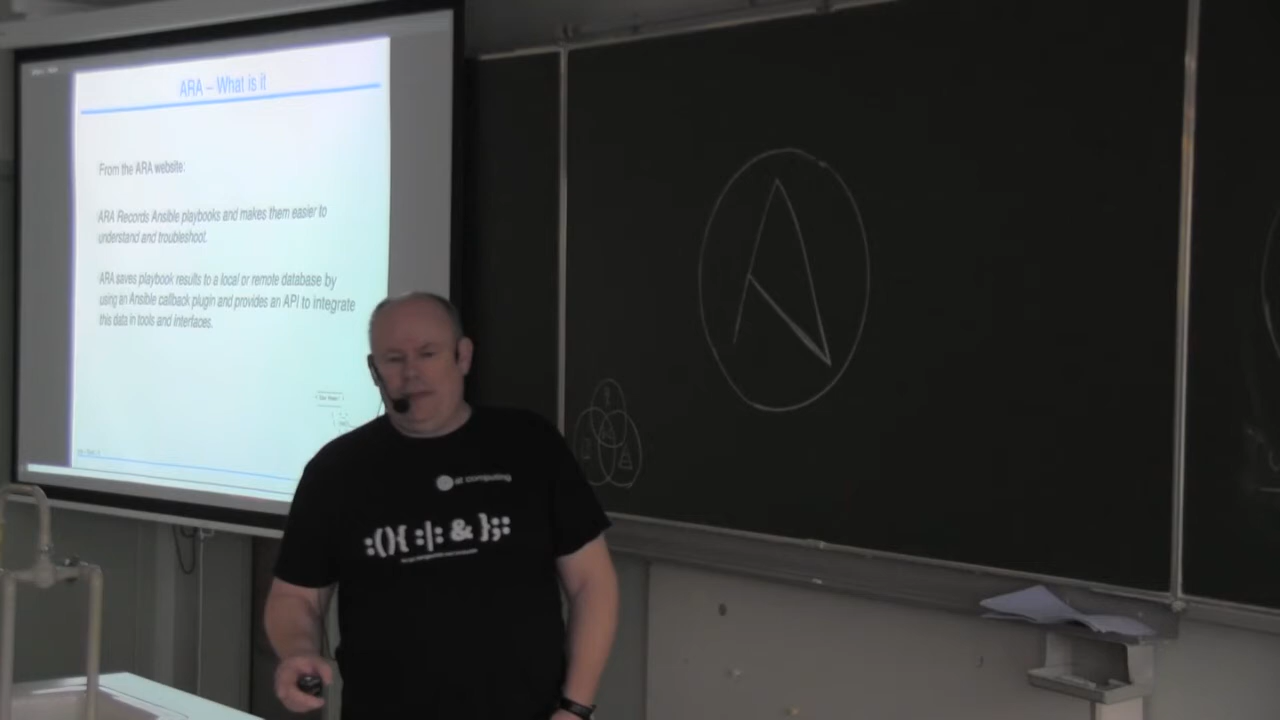 ARA – What is it
From the ARA website:
ARA Records Ansible playbooks and makes them easier to
understand and troubleshoot.
ARA saves playbook results to a local or remote database by
using an Ansible callback plugin and provides an API to integrate
this data in tools and interfaces.
at computing
:(){ :|: & };: